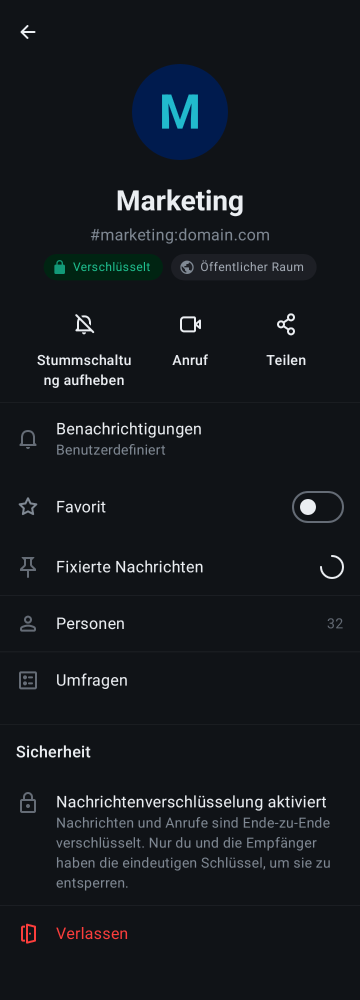 M
Marketing
#marketing:domain.com
Verschlüsselt
Öffentlicher Raum
Stummschaltu
ng aufheben
Anruf
Teilen
Benachrichtigungen
Benutzerdefiniert
Favorit
Fixierte Nachrichten
Personen
32
Umfragen
Sicherheit
Nachrichtenverschlüsselung aktiviert
Nachrichten und Anrufe sind Ende-zu-Ende
verschlüsselt. Nur du und die Empfänger
haben die eindeutigen Schlüssel, um sie zu
entsperren.
Verlassen